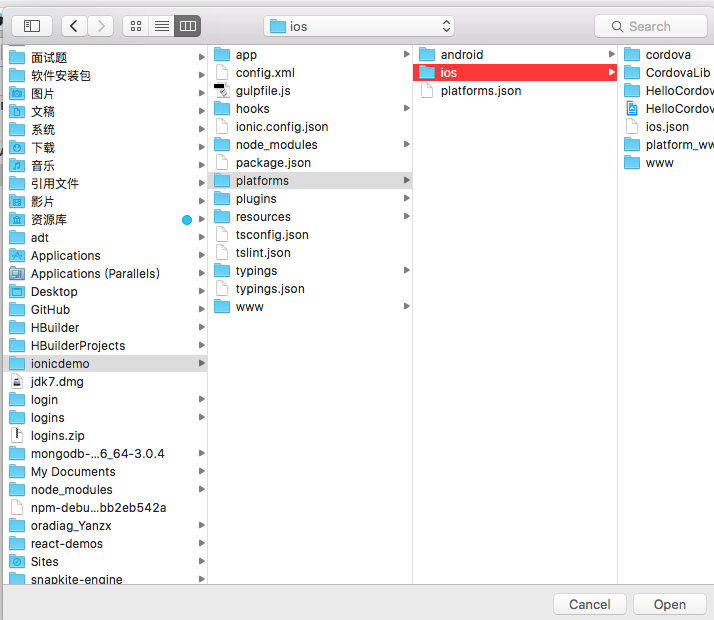 ios
Search
面试题
软件安装包
图片
文稿
系统
下载
音乐
引用文件
影片
资源库
adt
Applications
Applications (Parallels)
Desktop
GitHub
HBuilder
HBuilderProjects
ionicdemo
jdk7.dmg
login
logins
logins.zip
mongodb-...6_64-3.0.4
My Documents
node_modules
npm-debu...bb2eb542a
oradiag_Yanzx
react-demos
Sites
snapkite-engine
app
config.xml
gulpfile.js
hooks
ionic.config.json
node_modules
package.json
platforms
plugins
resources
tsconfig.json
tslint.json
typings
typings.json
www
android
ios
platforms.json
cordova
CordovaLib
HelloCordov
HelloCordov
ios.json
platform_ww
www
Cancel
Open